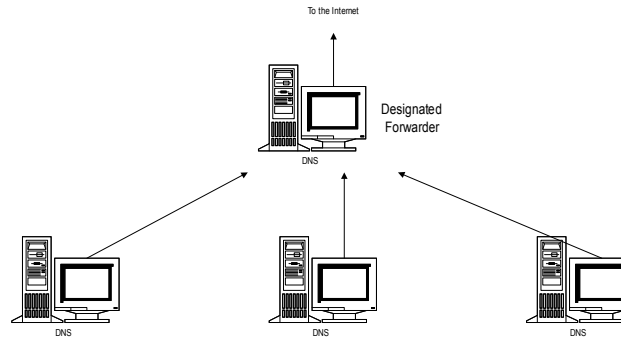 To the Internet
Designated
Forwarder
DNS
DNS
DNS
DNS